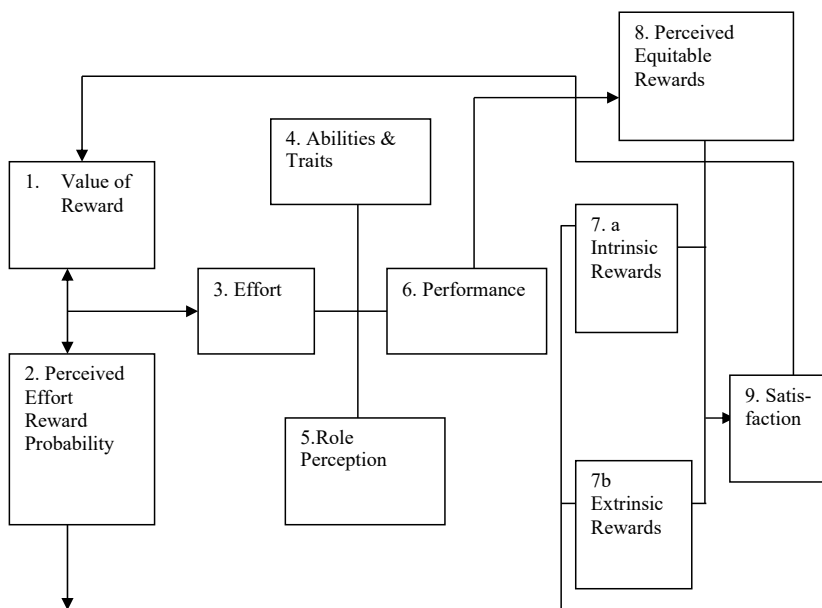 8. Perceived
Equitable
Rewards
4. Abilities &
Traits
1. Value of
Reward
7. a
Intrinsic
Rewards
3. Effort
6. Performance
2. Perceived
Effort
Reward
Probability
9. Satis-
faction
5.Role
Perception
7b
Extrinsic
Rewards